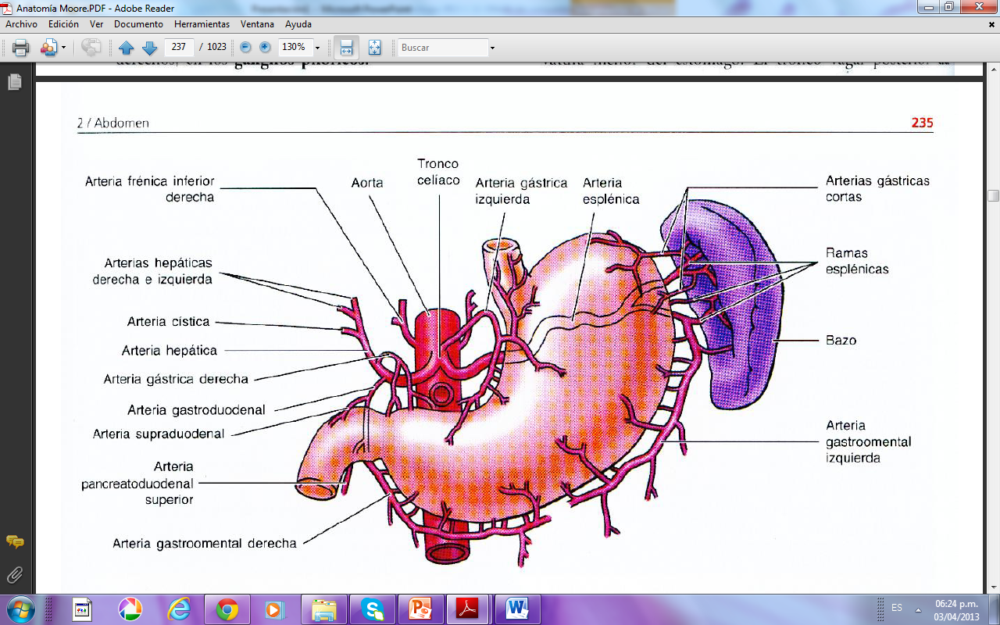 Anatomía Moore.PDF - Adobe Reader
Archivo Edición Ver Documento Herramientas Ventana Ayuda
237 / 1023 130% Buscar
2 / Abdomen 235
Arteria frénica inferior
derecha
Aorta
Tronco
celíaco
Arteria gástrica
izquierda
Arteria
esplénica
Arterias gástricas
cortas
Arterias hepáticas
derecha e izquierda
Ramas
esplénicas
Arteria cística
Arteria hepática
Bazo
Arteria gástrica derecha
Arteria gastroduodenal
Arteria supraduodenal
Arteria
gastroomental
izquierda
Arteria
pancreatoduodenal
superior
Arteria gastroomental derecha
ES
06:24 p.m.
03/04/2013